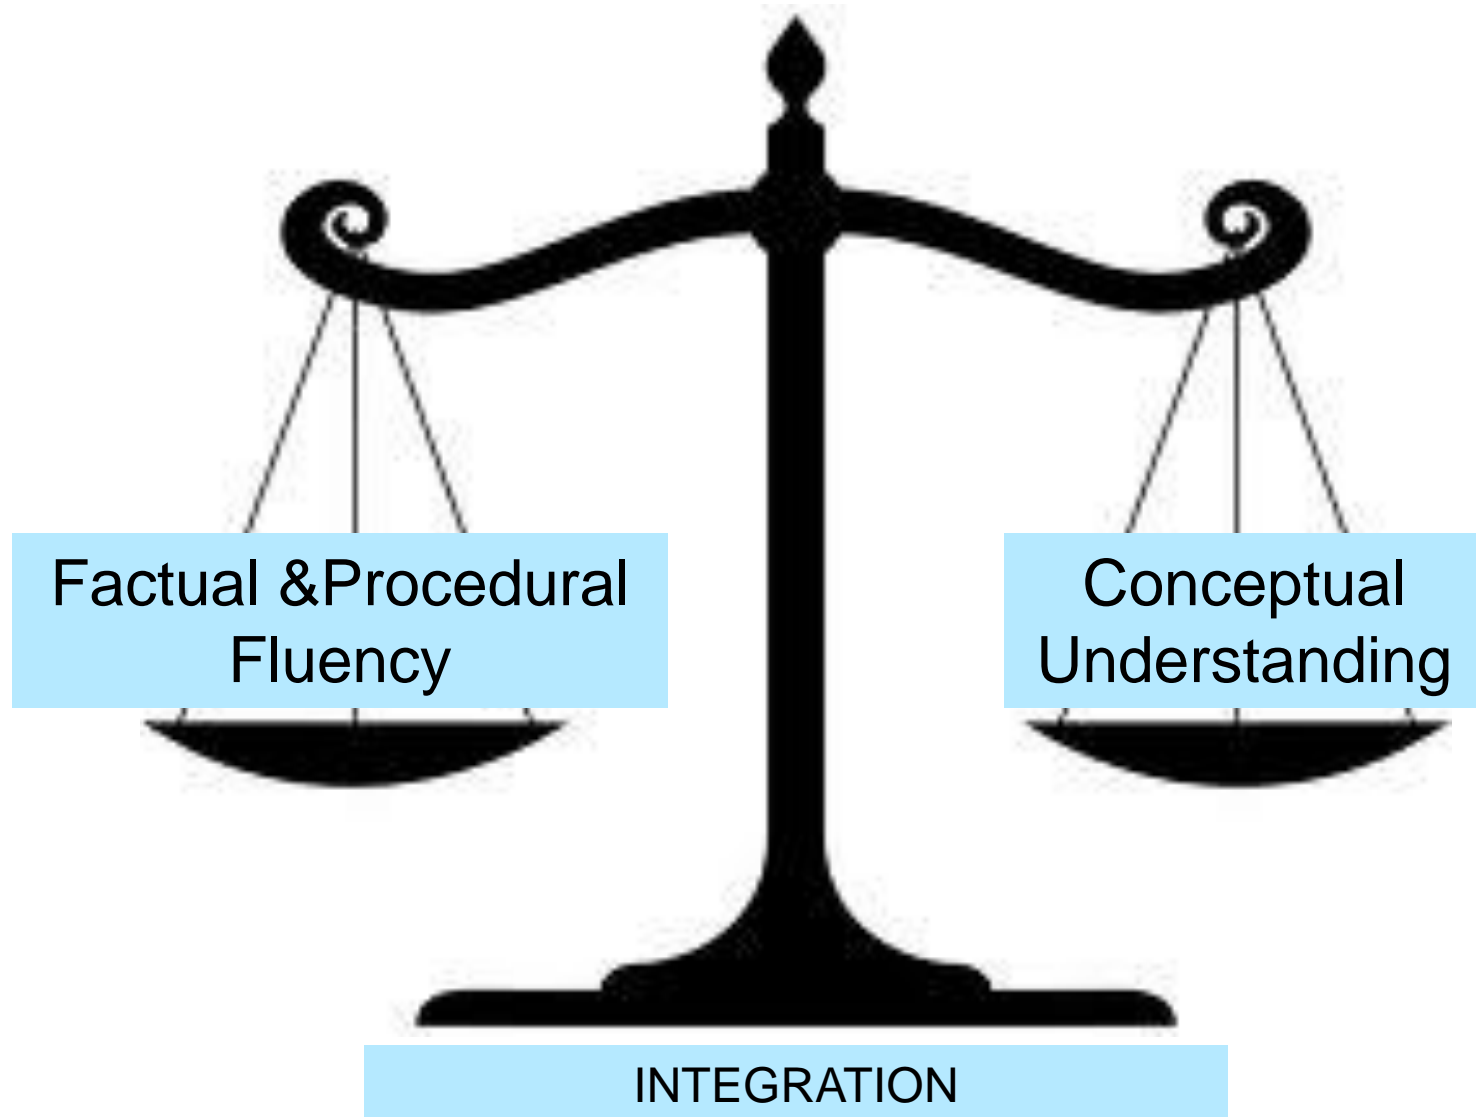 Factual &Procedural
Fluency
Conceptual
Understanding
INTEGRATION